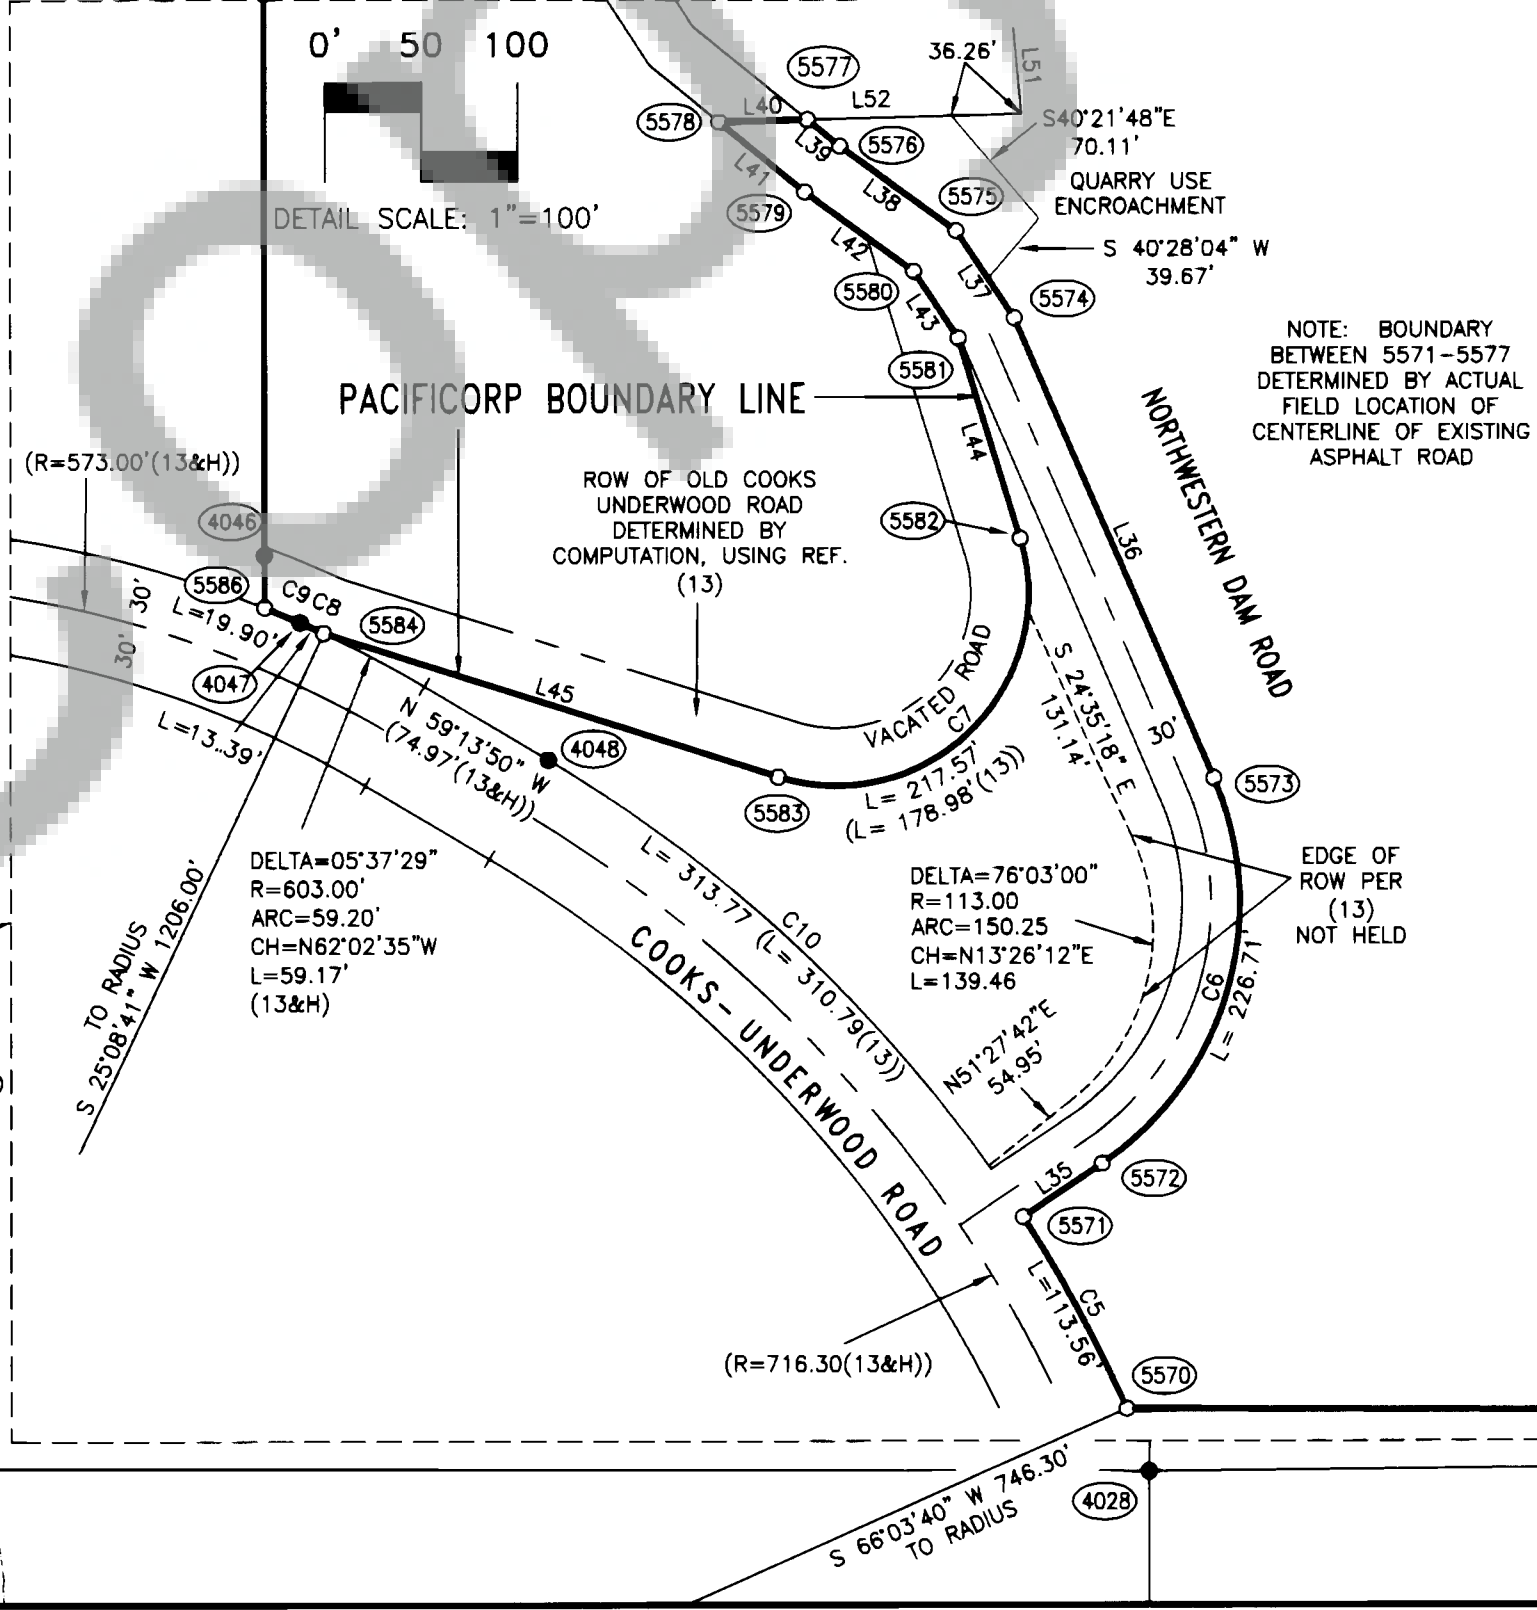 0' 50 100
DETAIL SCALE: 1"=100'
5577
36.26'
L51
5578
L40
L52
S40°21'48"E
70.11'
L39
5576
L41
L38
5575
QUARRY USE
ENCROACHMENT
5579
L42
S 40°28'04" W
39.67'
5580
L37
5574
L43
5581
NOTE: BOUNDARY
BETWEEN 5571-5577
DETERMINED BY ACTUAL
FIELD LOCATION OF
CENTERLINE OF EXISTING
ASPHALT ROAD
PACIFICORP BOUNDARY LINE
NORTHWESTERN DAM ROAD
L44
(R=573.00'(13&H))
ROW OF OLD COOKS
UNDERWOOD ROAD
DETERMINED BY
COMPUTATION, USING REF.
(13)
4046
5582
L36
5586
C9
C8
30'
30'
L=19.90'
5584
4047
L=13.39'
L45
N 59°13'50" W
(74.97'(13&H))
4048
VACATED ROAD
C7
S 24°35'18" E
131.14'
30'
5573
5583
L= 217.57'
(L= 178.98'(13))
L= 313.77 (L= 310.79(13))
C10
DELTA=05°37'29"
R=603.00'
ARC=59.20'
CH=N62°02'35"W
L=59.17'
(13&H)
DELTA=76°03'00"
R=113.00
ARC=150.25
CH=N13°26'12"E
L=139.46
EDGE OF
ROW PER
(13)
NOT HELD
TO RADIUS
S 25°08'41" W 1206.00'
COOKS-UNDERWOOD ROAD
C6
L= 226.71'
N51°27'42"E
54.95'
L35
5572
5571
C5
L=113.56'
(R=716.30(13&H))
5570
S 66°03'40" W 746.30'
TO RADIUS
4028